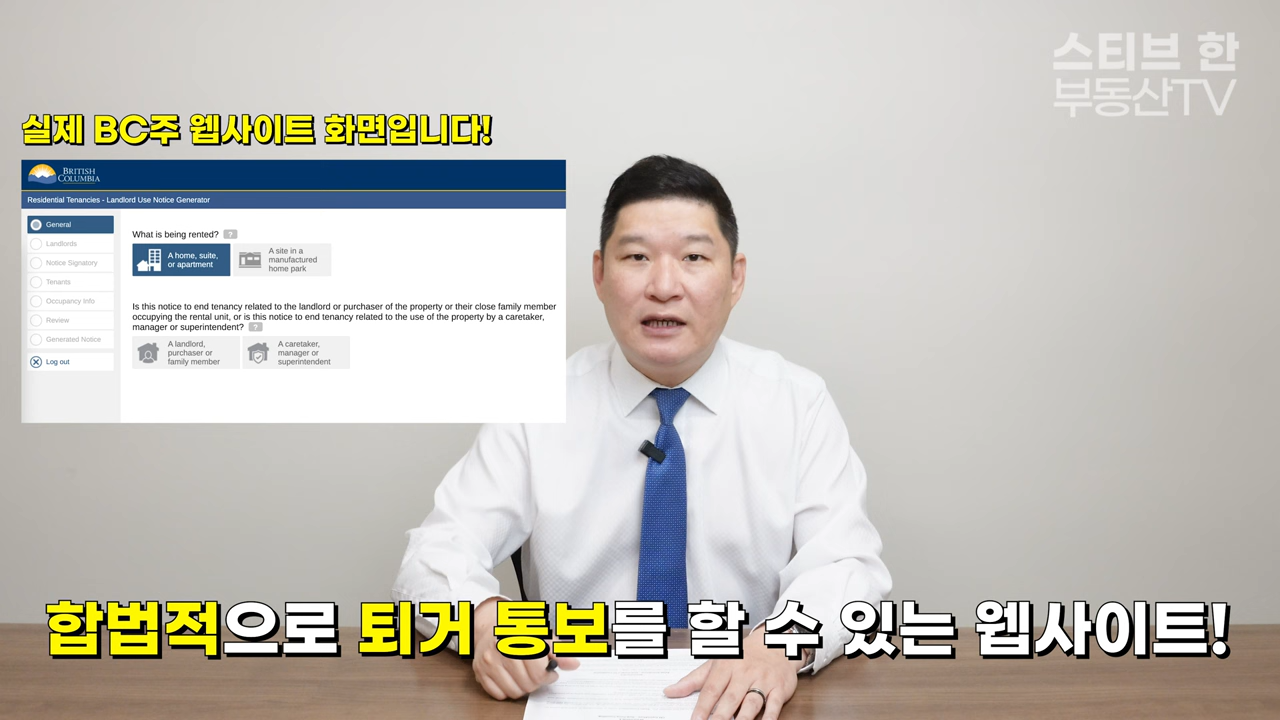 스티브 한
부동산TV
실제 BC주 웹사이트 화면입니다!
BRITISH
COLUMBIA
Residential Tenancies - Landlord Use Notice Generator
General
Landlords
Notice Signatory
Tenants
Occupancy Info
Review
Generated Notice
Log out
What is being rented? ?
A home, suite,
or apartment
A site in a
manufactured
home park
Is this notice to end tenancy related to the landlord or purchaser of the property or their close family member
occupying the rental unit, or is this notice to end tenancy related to the use of the property by a caretaker,
manager or superintendent? ?
A landlord,
purchaser or
family member
A caretaker,
manager or
superintendent
합법적으로 퇴거 통보를 할 수 있는 웹사이트!